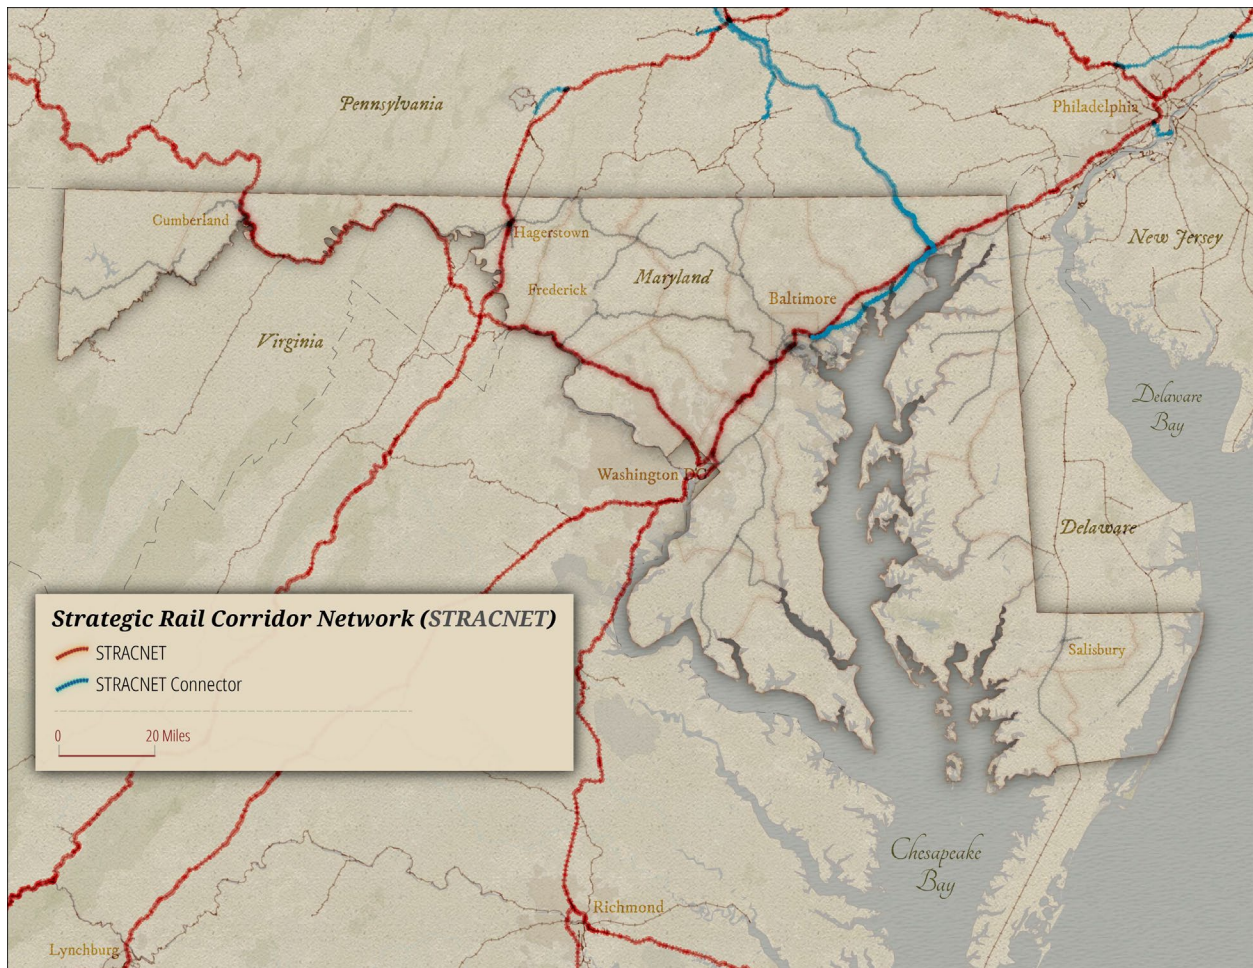 Pennsylvania
Philadelphia
Cumberland
Hagerstown
New Jersey
Maryland
Frederick
Baltimore
Virginia
Delaware
Bay
Washington DC
Delaware
Strategic Rail Corridor Network (STRACNET)
STRACNET
STRACNET Connector
0 20 Miles
Salisbury
Chesapeake
Bay
Richmond
Lynchburg